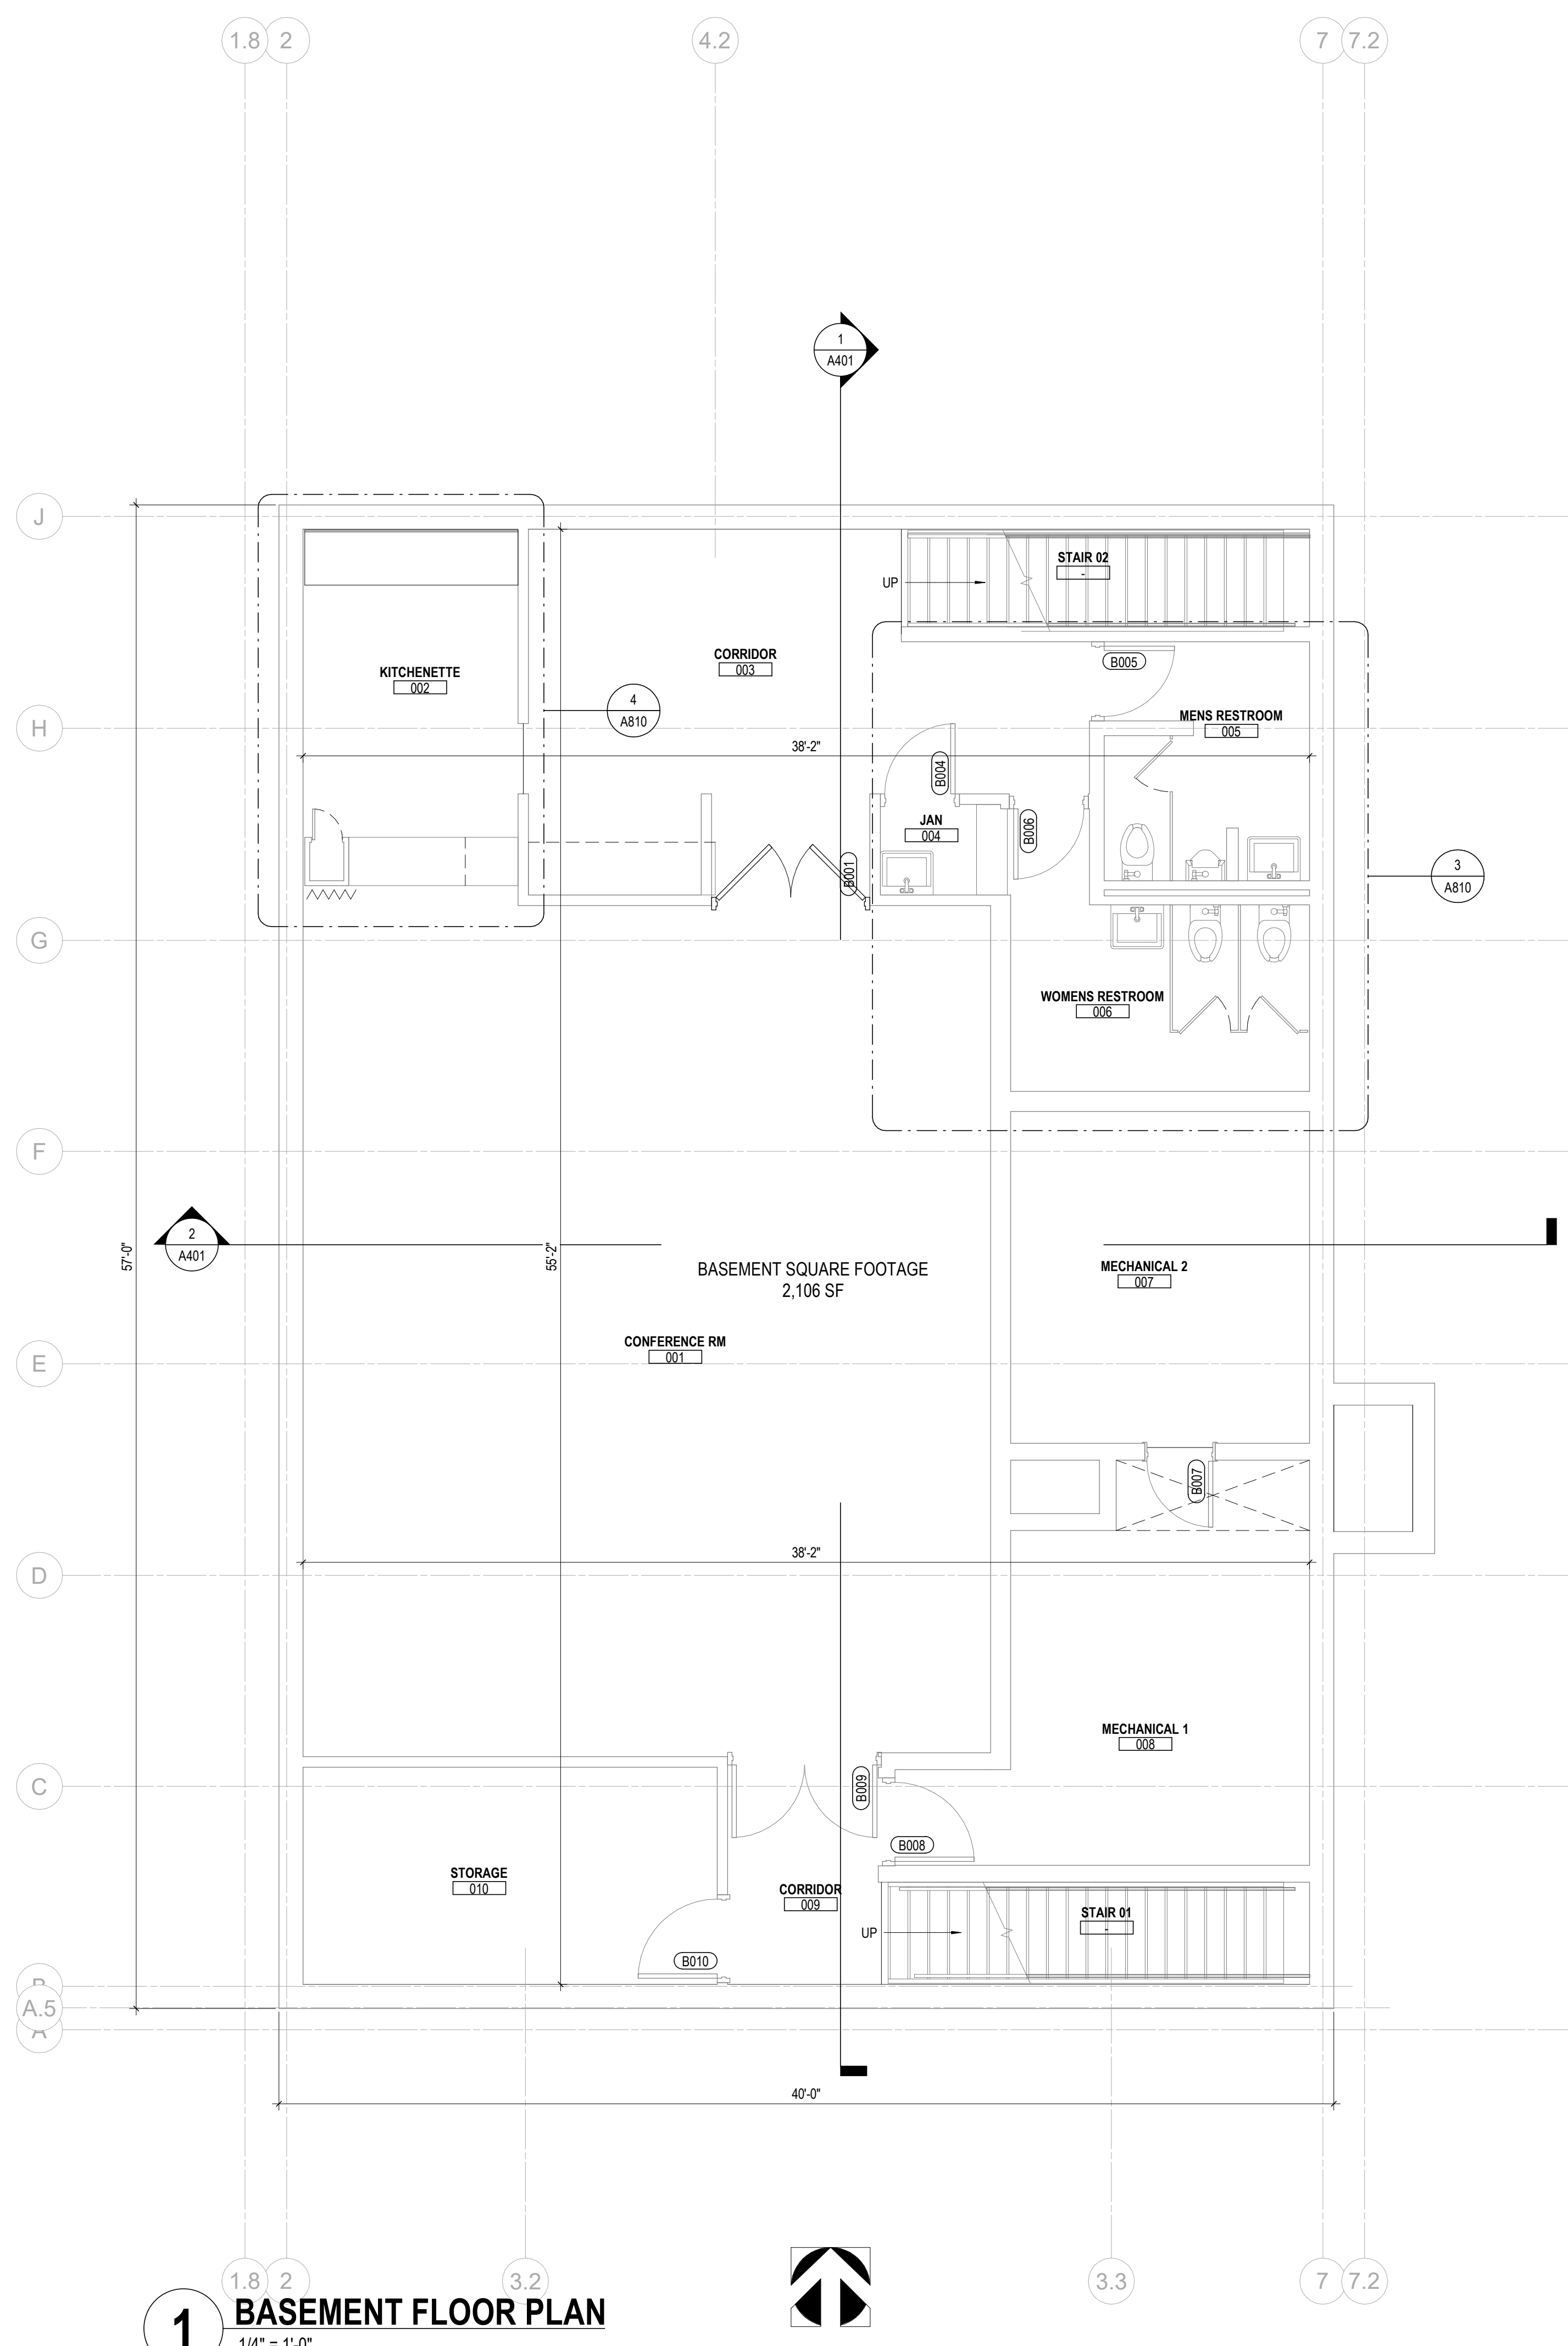 1.8 2 4.2 7 7.2
1
A401
J
STAIR 02
-
UP
CORRIDOR
003
B005
KITCHENETTE
002
4
A810
MENS RESTROOM
005
H
38'-2"
B004
JAN
004
B006
B001
3
A810
G
WOMENS RESTROOM
006
F
2
A401
57'-0"
55'-2"
BASEMENT SQUARE FOOTAGE
2,106 SF
MECHANICAL 2
007
CONFERENCE RM
001
E
B007
38'-2"
D
MECHANICAL 1
008
C
B009
B008
STORAGE
010
CORRIDOR
009
STAIR 01
-
UP
B010
B
A.5
A
40'-0"
1.8 2 3.2 3.3 7 7.2
1
BASEMENT FLOOR PLAN
1/4" = 1'-0"